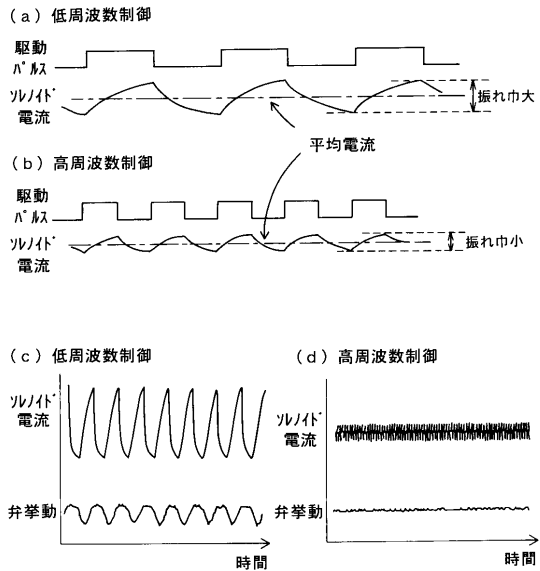 (a) 低周波数制御
駆動
パルス
ソレノイド
電流
振れ巾大
平均電流
(b) 高周波数制御
駆動
パルス
ソレノイド
電流
振れ巾小
(c) 低周波数制御
ソレノイド
電流
弁挙動
時間
(d) 高周波数制御
ソレノイド
電流
弁挙動
時間